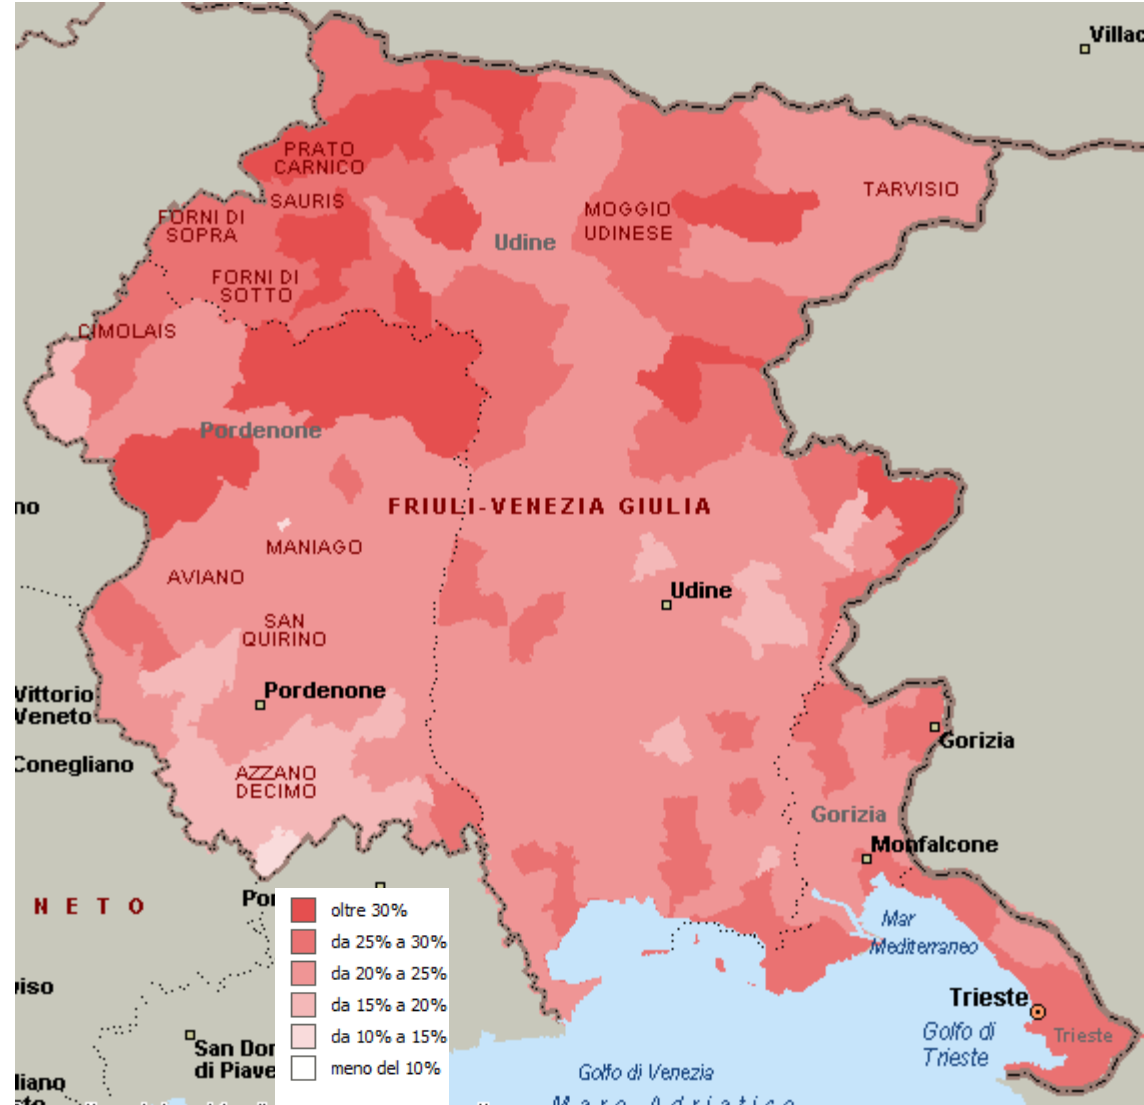 Villac
PRATO
CARNICO
SAURIS
FORNI DI
SOPRA
MOGGIO
UDINESE
TARVISIO
Udine
FORNI DI
SOTTO
CIMOLAIS
Pordenone
no
FRIULI-VENEZIA GIULIA
MANIAGO
AVIANO
Udine
SAN
QUIRINO
Vittorio
Veneto
Pordenone
Gorizia
Conegliano
AZZANO
DECIMO
Gorizia
Monfalcone
NETO
Por
Mar
Mediterraneo
viso
Trieste
Golfo di
Trieste
Trieste
San Dor
di Piave
liano
Golfo di Venezia
Mare Adriatico
oltre 30%
da 25% a 30%
da 20% a 25%
da 15% a 20%
da 10% a 15%
meno del 10%